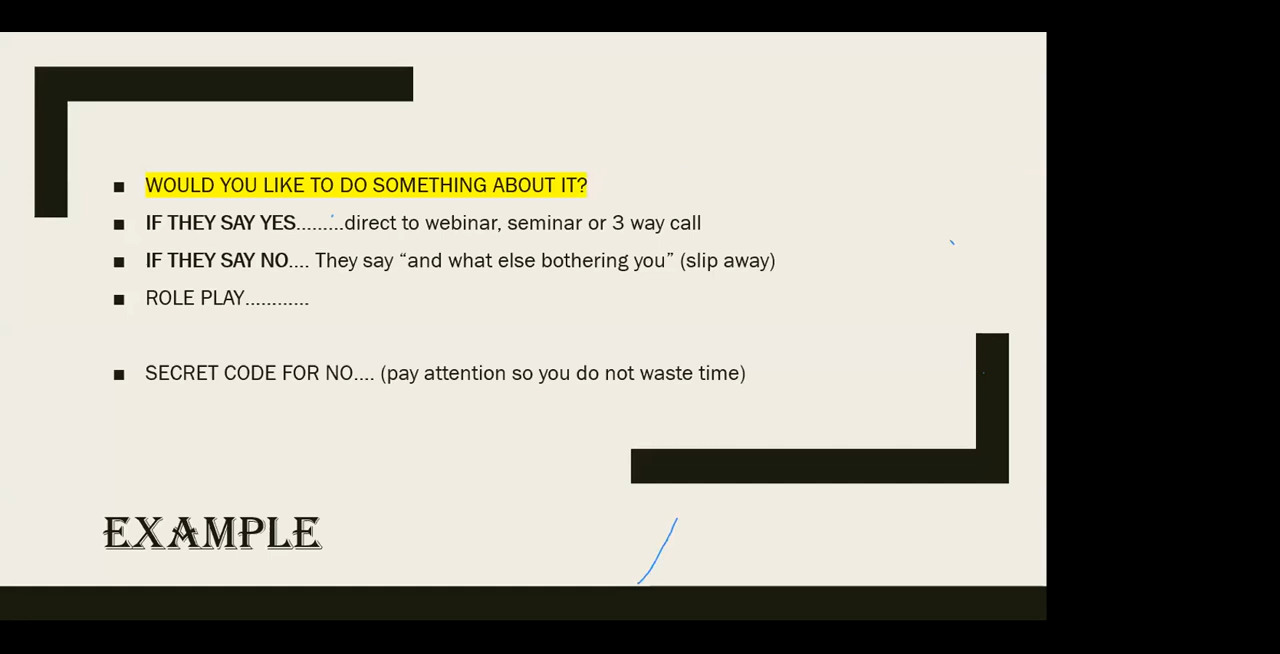 WOULD YOU LIKE TO DO SOMETHING ABOUT IT?
IF THEY SAY YES.........direct to webinar, seminar or 3 way call
IF THEY SAY NO.... They say “and what else bothering you” (slip away)
ROLE PLAY............
SECRET CODE FOR NO.... (pay attention so you do not waste time)
EXAMPLE